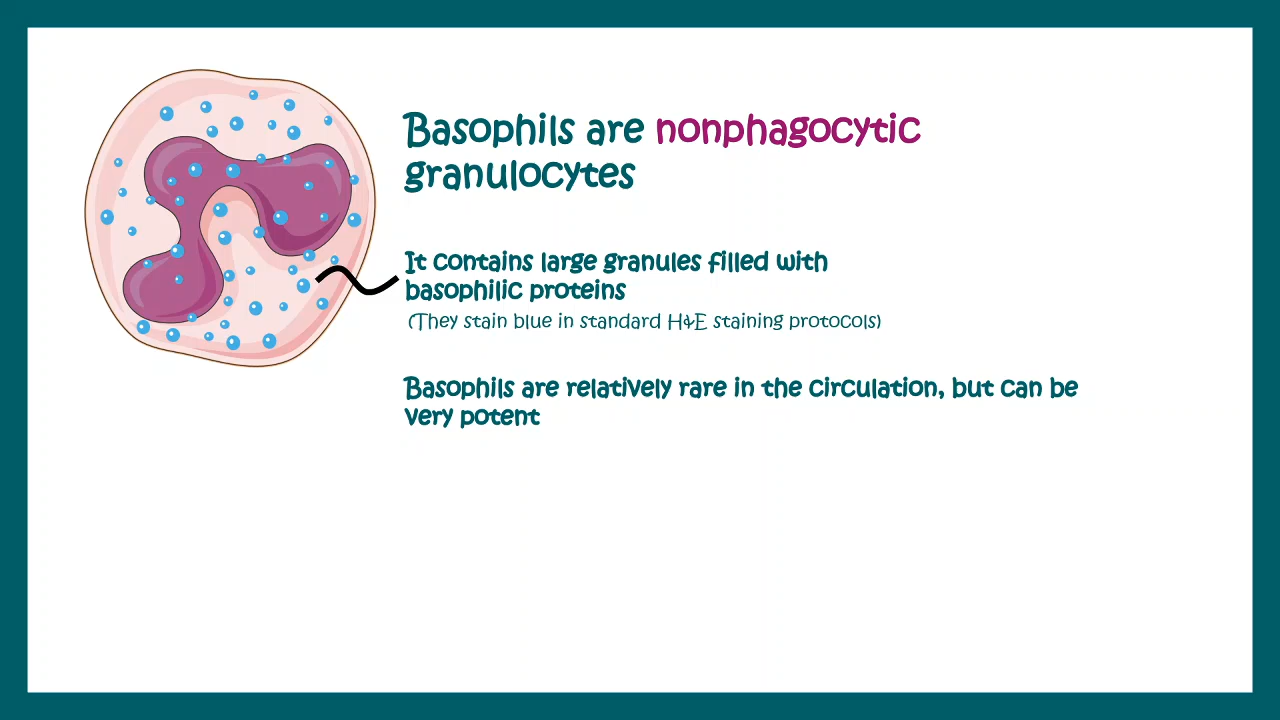 Basophils are nonphagocytic
granulocytes
It contains large granules filled with
basophilic proteins
(They stain blue in standard H&E staining protocols)
Basophils are relatively rare in the circulation, but can be
very potent